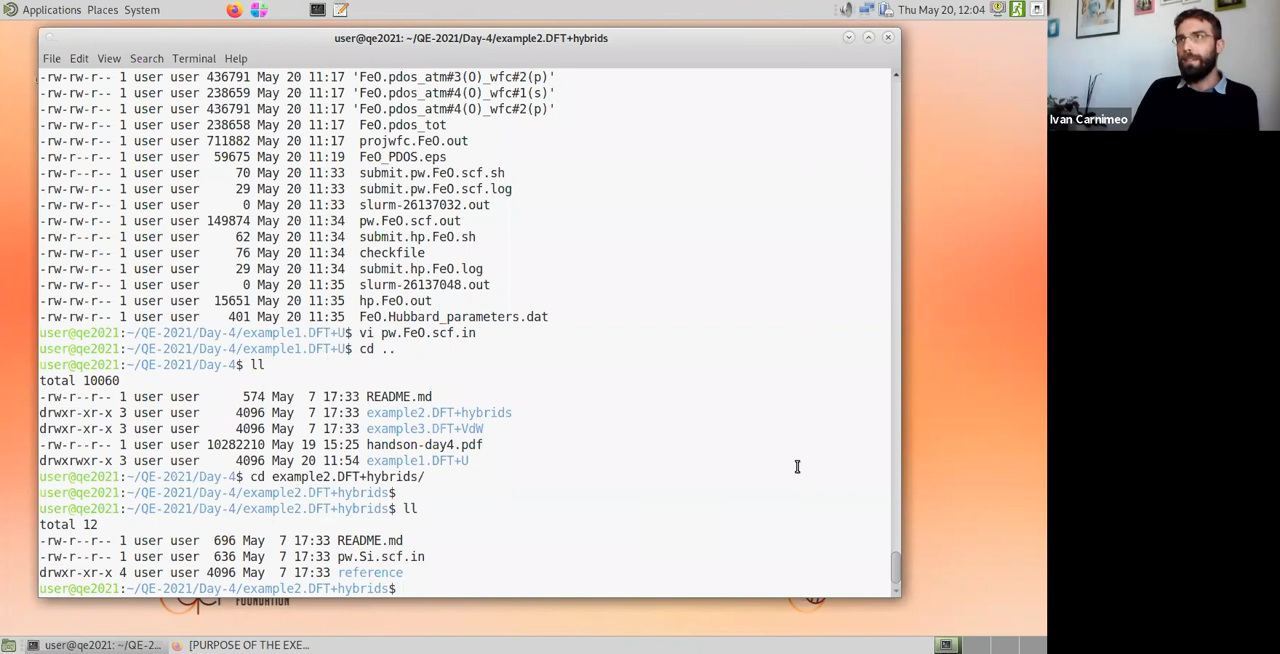 Applications Places System
Thu May 20, 12:04
user@qe2021: ~/QE-2021/Day-4/example2.DFT+hybrids
File Edit View Search Terminal Help
-rw-rw-r-- 1 user user 436791 May 20 11:17 'FeO.pdos_atm#3(O)_wfc#2(p)'
-rw-rw-r-- 1 user user 238659 May 20 11:17 'FeO.pdos_atm#4(O)_wfc#1(s)'
-rw-rw-r-- 1 user user 436791 May 20 11:17 'FeO.pdos_atm#4(O)_wfc#2(p)'
-rw-rw-r-- 1 user user 238658 May 20 11:17 FeO.pdos_tot
-rw-rw-r-- 1 user user 711882 May 20 11:17 projwfc.FeO.out
-rw-rw-r-- 1 user user 59675 May 20 11:19 FeO_PDOS.eps
-rw-r--r-- 1 user user 70 May 20 11:33 submit.pw.FeO.scf.sh
-rw-rw-r-- 1 user user 29 May 20 11:33 submit.pw.FeO.scf.log
-rw-rw-r-- 1 user user 0 May 20 11:33 slurm-26137032.out
-rw-rw-r-- 1 user user 149874 May 20 11:34 pw.FeO.scf.out
-rw-r--r-- 1 user user 62 May 20 11:34 submit.hp.FeO.sh
-rw-rw-r-- 1 user user 76 May 20 11:34 checkfile
-rw-rw-r-- 1 user user 29 May 20 11:34 submit.hp.FeO.log
-rw-rw-r-- 1 user user 0 May 20 11:35 slurm-26137048.out
-rw-rw-r-- 1 user user 15651 May 20 11:35 hp.FeO.out
-rw-rw-r-- 1 user user 401 May 20 11:35 FeO.Hubbard_parameters.dat
user@qe2021:~/QE-2021/Day-4/example1.DFT+U$ vi pw.FeO.scf.in
user@qe2021:~/QE-2021/Day-4/example1.DFT+U$ cd ..
user@qe2021:~/QE-2021/Day-4$ ll
total 10060
-rw-r--r-- 1 user user 574 May 7 17:33 README.md
drwxr-xr-x 3 user user 4096 May 7 17:33 example2.DFT+hybrids
drwxr-xr-x 3 user user 4096 May 7 17:33 example3.DFT+VdW
-rw-r--r-- 1 user user 10282210 May 19 15:25 handson-day4.pdf
drwxrwxr-x 3 user user 4096 May 20 11:54 example1.DFT+U
user@qe2021:~/QE-2021/Day-4$ cd example2.DFT+hybrids/
user@qe2021:~/QE-2021/Day-4/example2.DFT+hybrids$
user@qe2021:~/QE-2021/Day-4/example2.DFT+hybrids$ ll
total 12
-rw-r--r-- 1 user user 696 May 7 17:33 README.md
-rw-r--r-- 1 user user 636 May 7 17:33 pw.Si.scf.in
drwxr-xr-x 4 user user 4096 May 7 17:33 reference
user@qe2021:~/QE-2021/Day-4/example2.DFT+hybrids$
FOUNDATION
user@qe2021: ~/QE-2...
[PURPOSE OF THE EXE...
Ivan Carnimeo